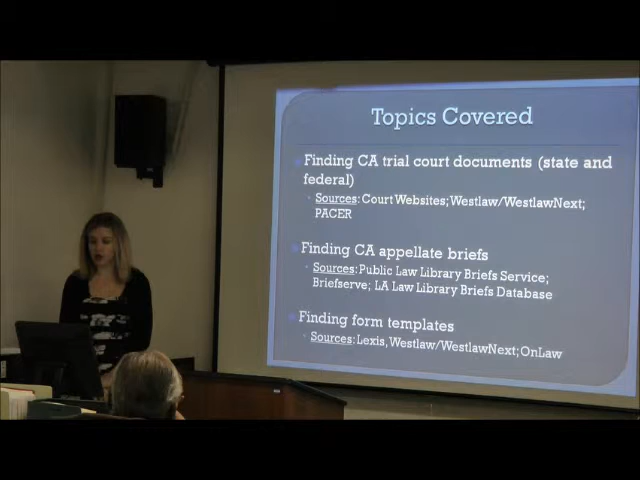 Topics Covered
Finding CA trial court documents (state and
federal)
Sources: Court Websites; Westlaw/WestlawNext;
PACER
Finding CA appellate briefs
Sources: Public Law Library Briefs Service;
Briefserve; LA Law Library Briefs Database
Finding form templates
Sources: Lexis, Westlaw/WestlawNext; OnLaw